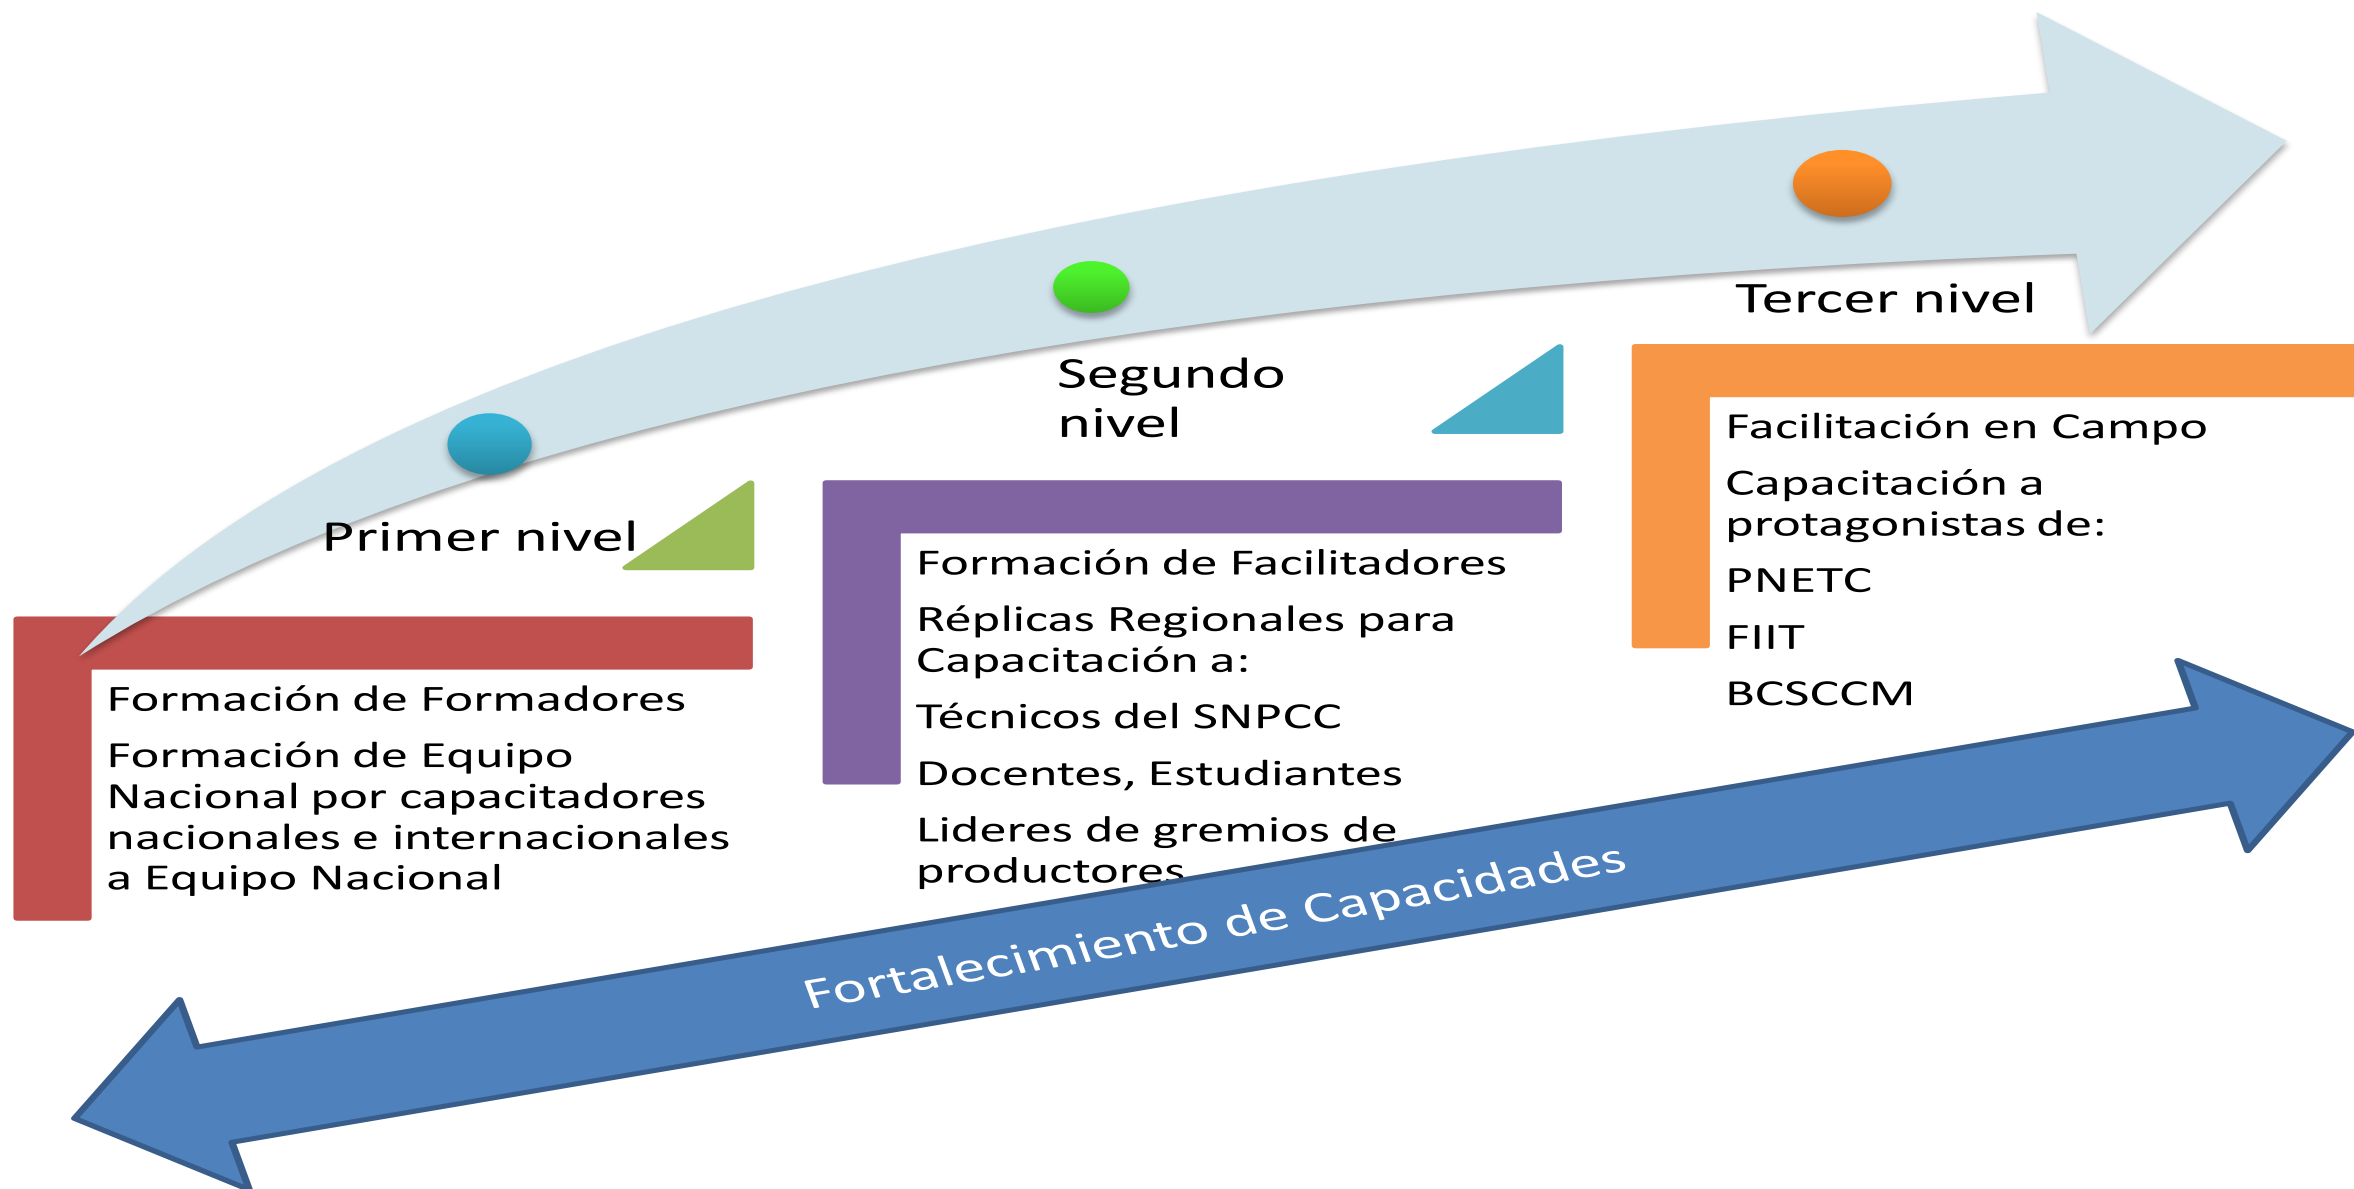 Primer nivel
Formación de Formadores
Formación de Equipo
Nacional por capacitadores
nacionales e internacionales
a Equipo Nacional
Segundo
nivel
Formación de Facilitadores
Réplicas Regionales para
Capacitación a:
Técnicos del SNPCC
Docentes, Estudiantes
Lideres de gremios de
productores
Tercer nivel
Facilitación en Campo
Capacitación a
protagonistas de:
PNETC
FIIT
BCSCCM
Fortalecimiento de Capacidades